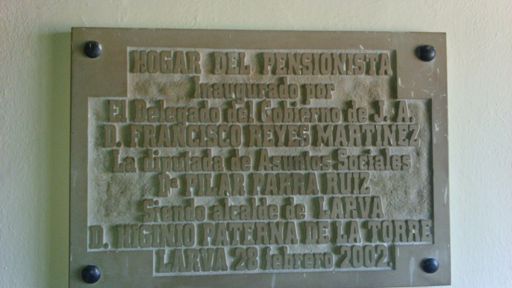 HOGAR DEL PENSIONISTA
Inaugurado por
El Delegado del Gobierno de J. A.
D. FRANCISCO REYES MARTINEZ
La diputada de Asuntos Sociales
Dª PILAR PARRA RUIZ
Siendo alcalde de LARVA
D. HIGINIO PATERNA DE LA TORRE
LARVA 28 febrero 2002.